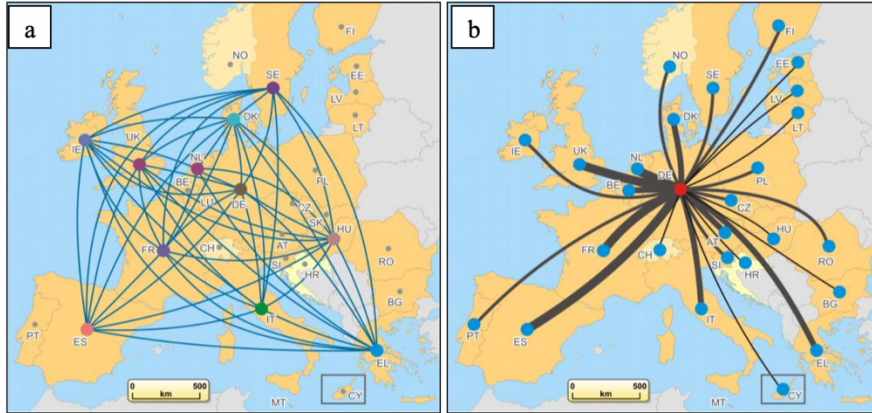 a
FI
NO
SE
EE
LV
LT
DK
UK
IE
NL
BE
LU
DE
PL
CZ
SK
FR
CH
AT
HU
SI
HR
RO
BG
IT
PT
ES
EL
CY
MT
0 500
km
b
FI
NO
EE
SE
LV
LT
DK
IE
UK
NL
DE
BE
PL
CZ
FR
CH
AT
HU
SI
HR
RO
BG
IT
PT
ES
EL
CY
MT
0 500
km